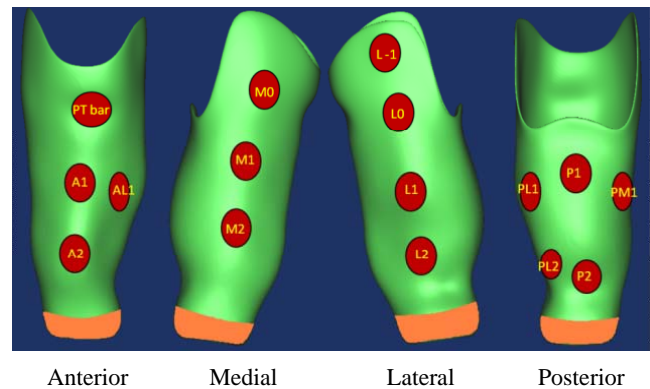 PT bar
A1
AL1
A2
M0
M1
M2
L-1
L0
L1
L2
P1
PL1
PM1
PL2
P2
Anterior
Medial
Lateral
Posterior